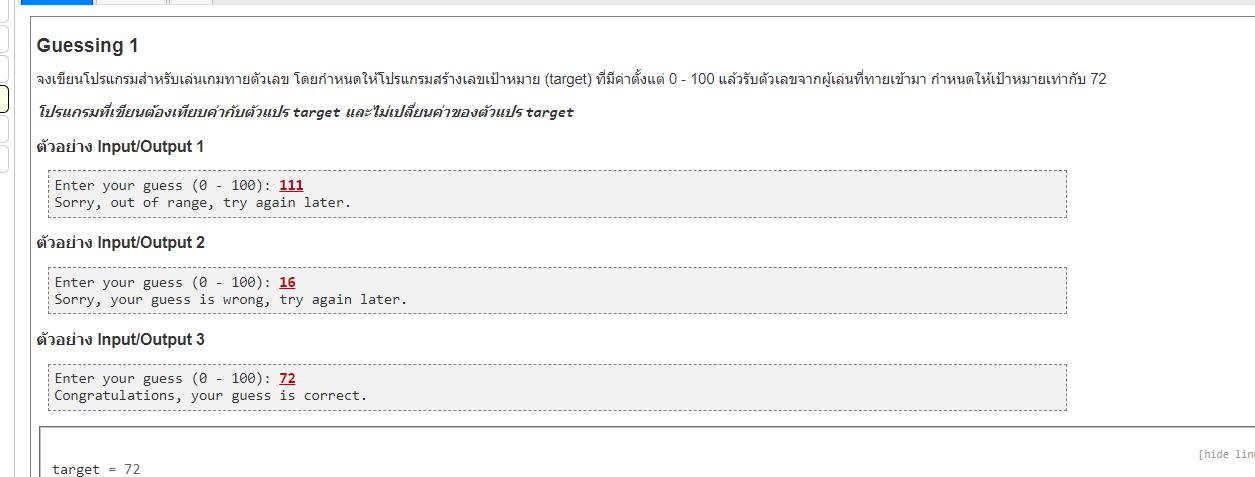 Guessing 1
จงเขียนโปรแกรมสำหรับเล่นเกมทายตัวเลข โดยกำหนดให้โปรแกรมสร้างเลขเป้าหมาย (target) ที่มีค่าตั้งแต่ 0 - 100 แล้วรับตัวเลขจากผู้เล่นที่ทายเข้ามา กำหนดให้เป้าหมายเท่ากับ 72
โปรแกรมที่เขียนต้องเทียบค่ากับตัวแปร target และไม่เปลี่ยนค่าของตัวแปร target
ตัวอย่าง Input/Output 1
Enter your guess (0 - 100): 111
Sorry, out of range, try again later.
ตัวอย่าง Input/Output 2
Enter your guess (0 - 100): 16
Sorry, your guess is wrong, try again later.
ตัวอย่าง Input/Output 3
Enter your guess (0 - 100): 72
Congratulations, your guess is correct.
[hide
target = 72